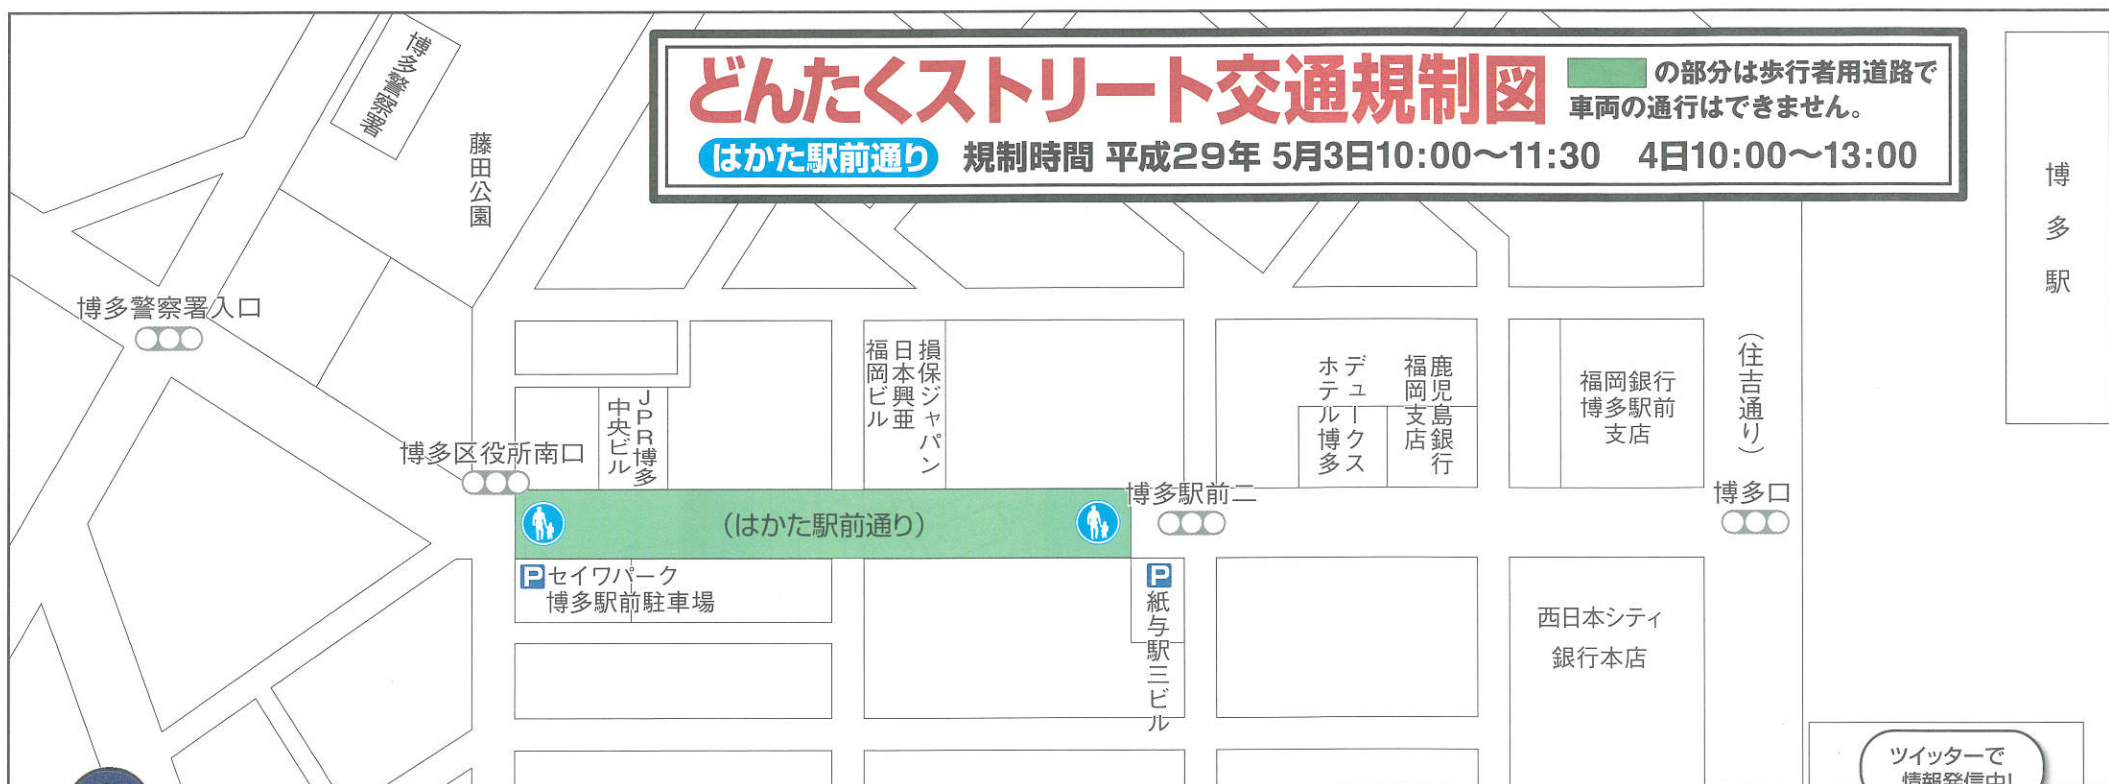 どんたくストリート交通規制図
の部分は歩行者用道路で
車両の通行はできません。
はかた駅前通り
規制時間 平成29年 5月3日10:00〜11:30 4日10:00〜13:00
博多警察署
藤田公園
博多駅
博多警察署入口
損保ジャパン
日本興亜
福岡ビル
デュークス
ホテル博多
鹿児島銀行
福岡支店
福岡銀行
博多駅前
支店
（住吉通り）
JPR博多
中央ビル
博多区役所南口
（はかた駅前通り）
博多駅前二
博多口
P セイワパーク
博多駅前駐車場
P 紙与駅三ビル
西日本シティ
銀行本店
ツイッターで
情報発信中!